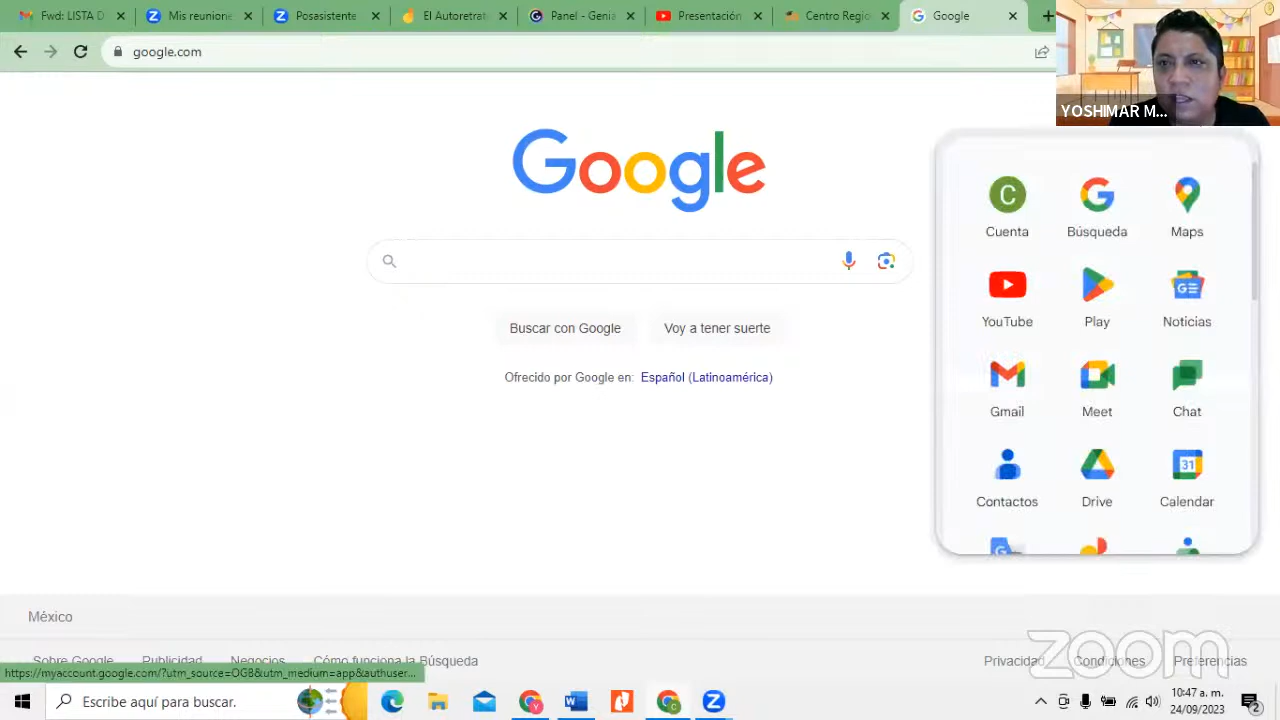 Fwd: LISTA D
Mis reunione
Posasistente
El Autoretra
Panel - Genia
Presentación
Centro Regio
Google
google.com
YOSHIMAR M...
Google
Cuenta
Búsqueda
Maps
YouTube
Play
Noticias
Gmail
Meet
Chat
Contactos
Drive
31
Calendar
Buscar con Google
Voy a tener suerte
Ofrecido por Google en: Español (Latinoamérica)
México
Sobre Google
Publicidad
Negocios
Cómo funciona la Búsqueda
Privacidad
Condiciones
Preferencias
zoom
https://myaccount.google.com/?utm_source=OGB&utm_medium=app&authuser...
Escribe aquí para buscar.
10:47 a. m.
24/09/2023
2